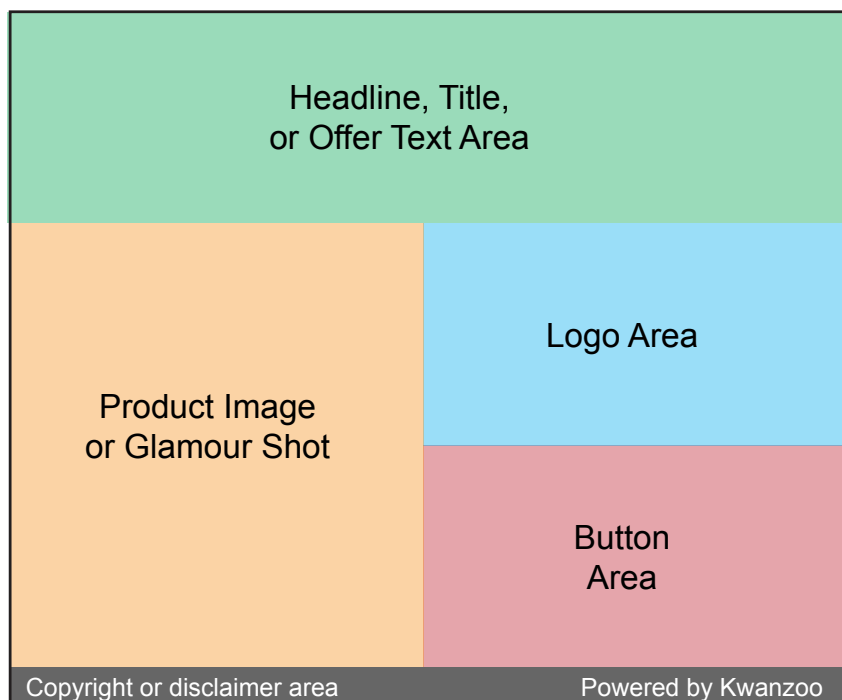 Headline, Title,
or Offer Text Area
Logo Area
Product Image
or Glamour Shot
Button
Area
Copyright or disclaimer area
Powered by Kwanzoo